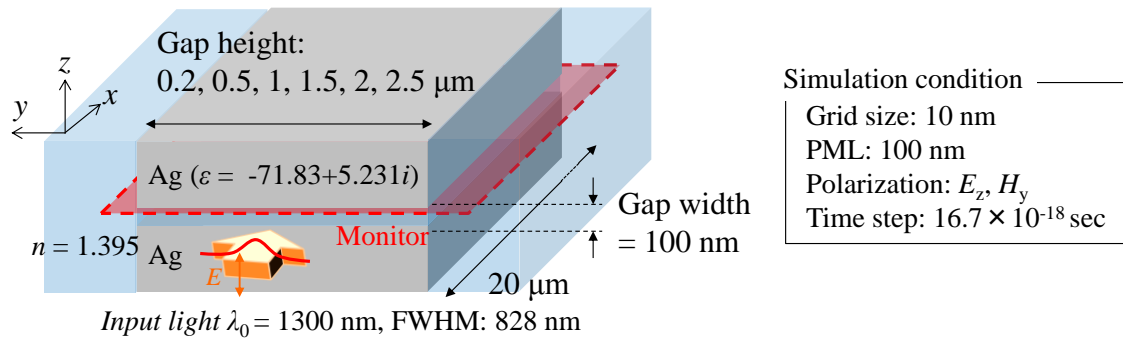 Gap height:
0.2, 0.5, 1, 1.5, 2, 2.5 μm
z
x
y
Ag (ε = -71.83+5.231i)
Gap width
= 100 nm
Monitor
n = 1.395
Ag
E
20 μm
Input light λ0 = 1300 nm, FWHM: 828 nm
Simulation condition
Grid size: 10 nm
PML: 100 nm
Polarization: Ez, Hy
Time step: 16.7 × 10-18 sec